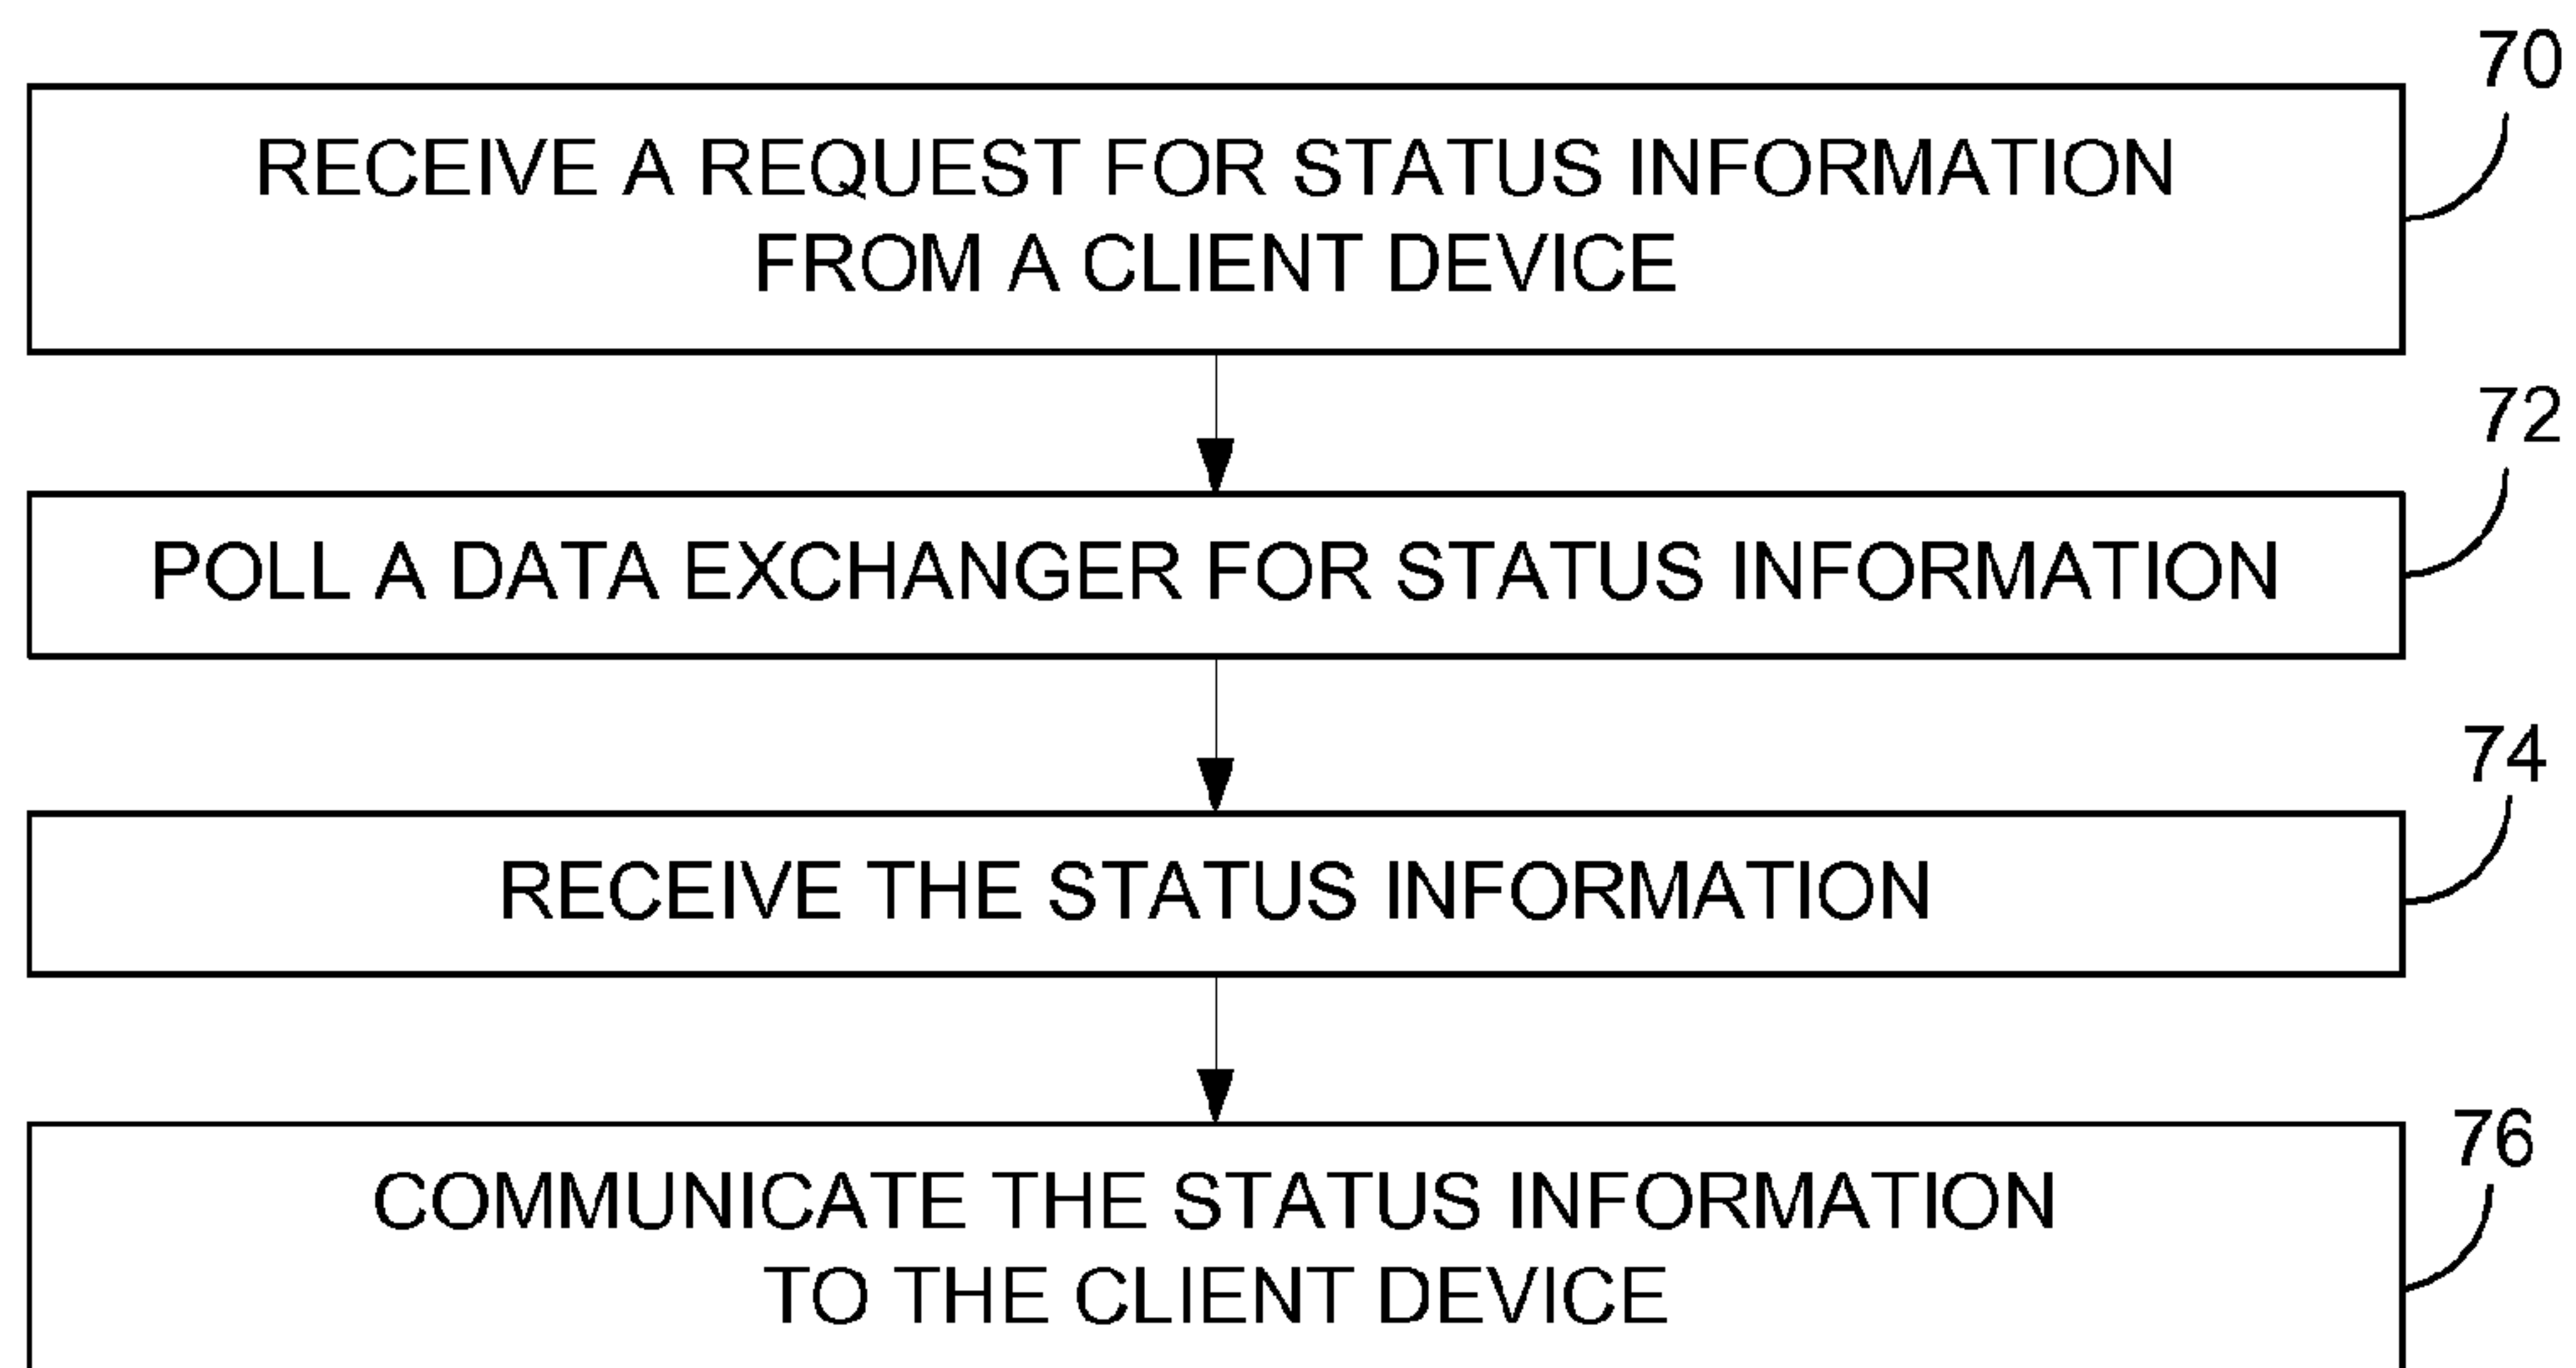 70
RECEIVE A REQUEST FOR STATUS INFORMATION
FROM A CLIENT DEVICE
72
POLL A DATA EXCHANGER FOR STATUS INFORMATION
74
RECEIVE THE STATUS INFORMATION
76
COMMUNICATE THE STATUS INFORMATION
TO THE CLIENT DEVICE